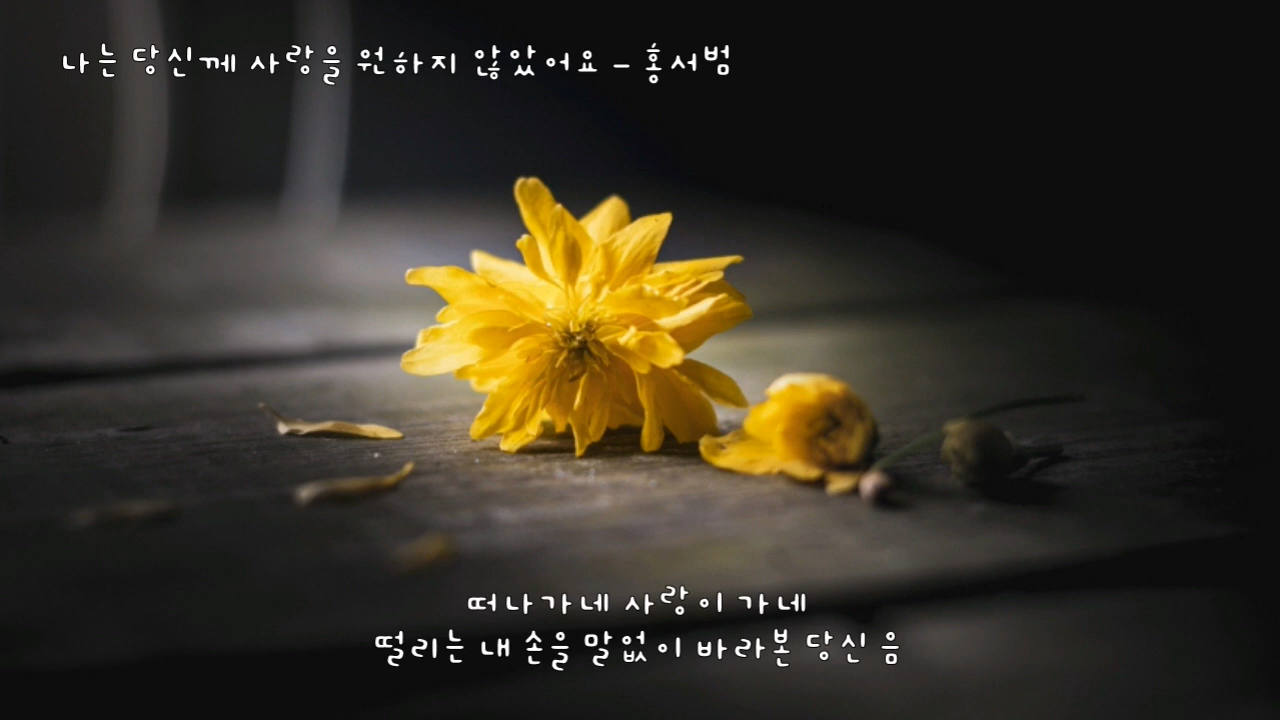 나는 당신께 사랑을 원하지 않았어요 – 홍서범
떠나가네 사랑이 가네
떨리는 내 손을 말없이 바라본 당신 음